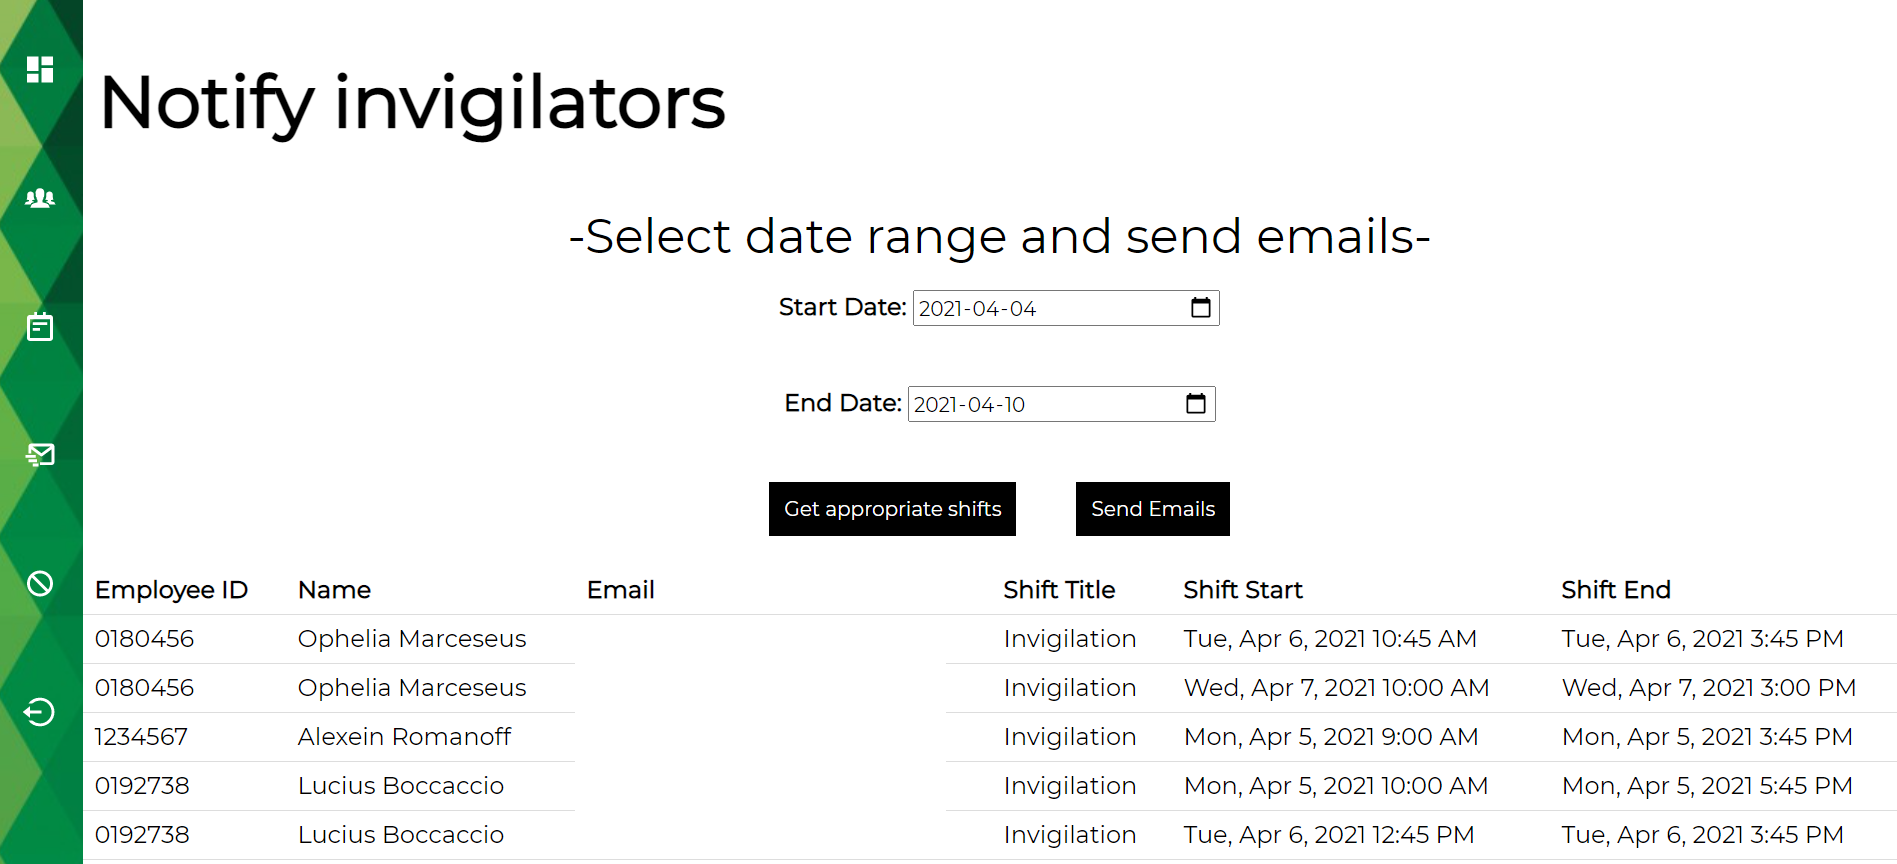 Notify invigilators
-Select date range and send emails-
Start Date: 2021-04-04
End Date: 2021-04-10
Get appropriate shifts Send Emails
Employee ID Name Email Shift Title Shift Start Shift End
0180456 Ophelia Marceseus Invigilation Tue, Apr 6, 2021 10:45 AM Tue, Apr 6, 2021 3:45 PM
0180456 Ophelia Marceseus Invigilation Wed, Apr 7, 2021 10:00 AM Wed, Apr 7, 2021 3:00 PM
1234567 Alexein Romanoff Invigilation Mon, Apr 5, 2021 9:00 AM Mon, Apr 5, 2021 3:45 PM
0192738 Lucius Boccaccio Invigilation Mon, Apr 5, 2021 10:00 AM Mon, Apr 5, 2021 5:45 PM
0192738 Lucius Boccaccio Invigilation Tue, Apr 6, 2021 12:45 PM Tue, Apr 6, 2021 3:45 PM